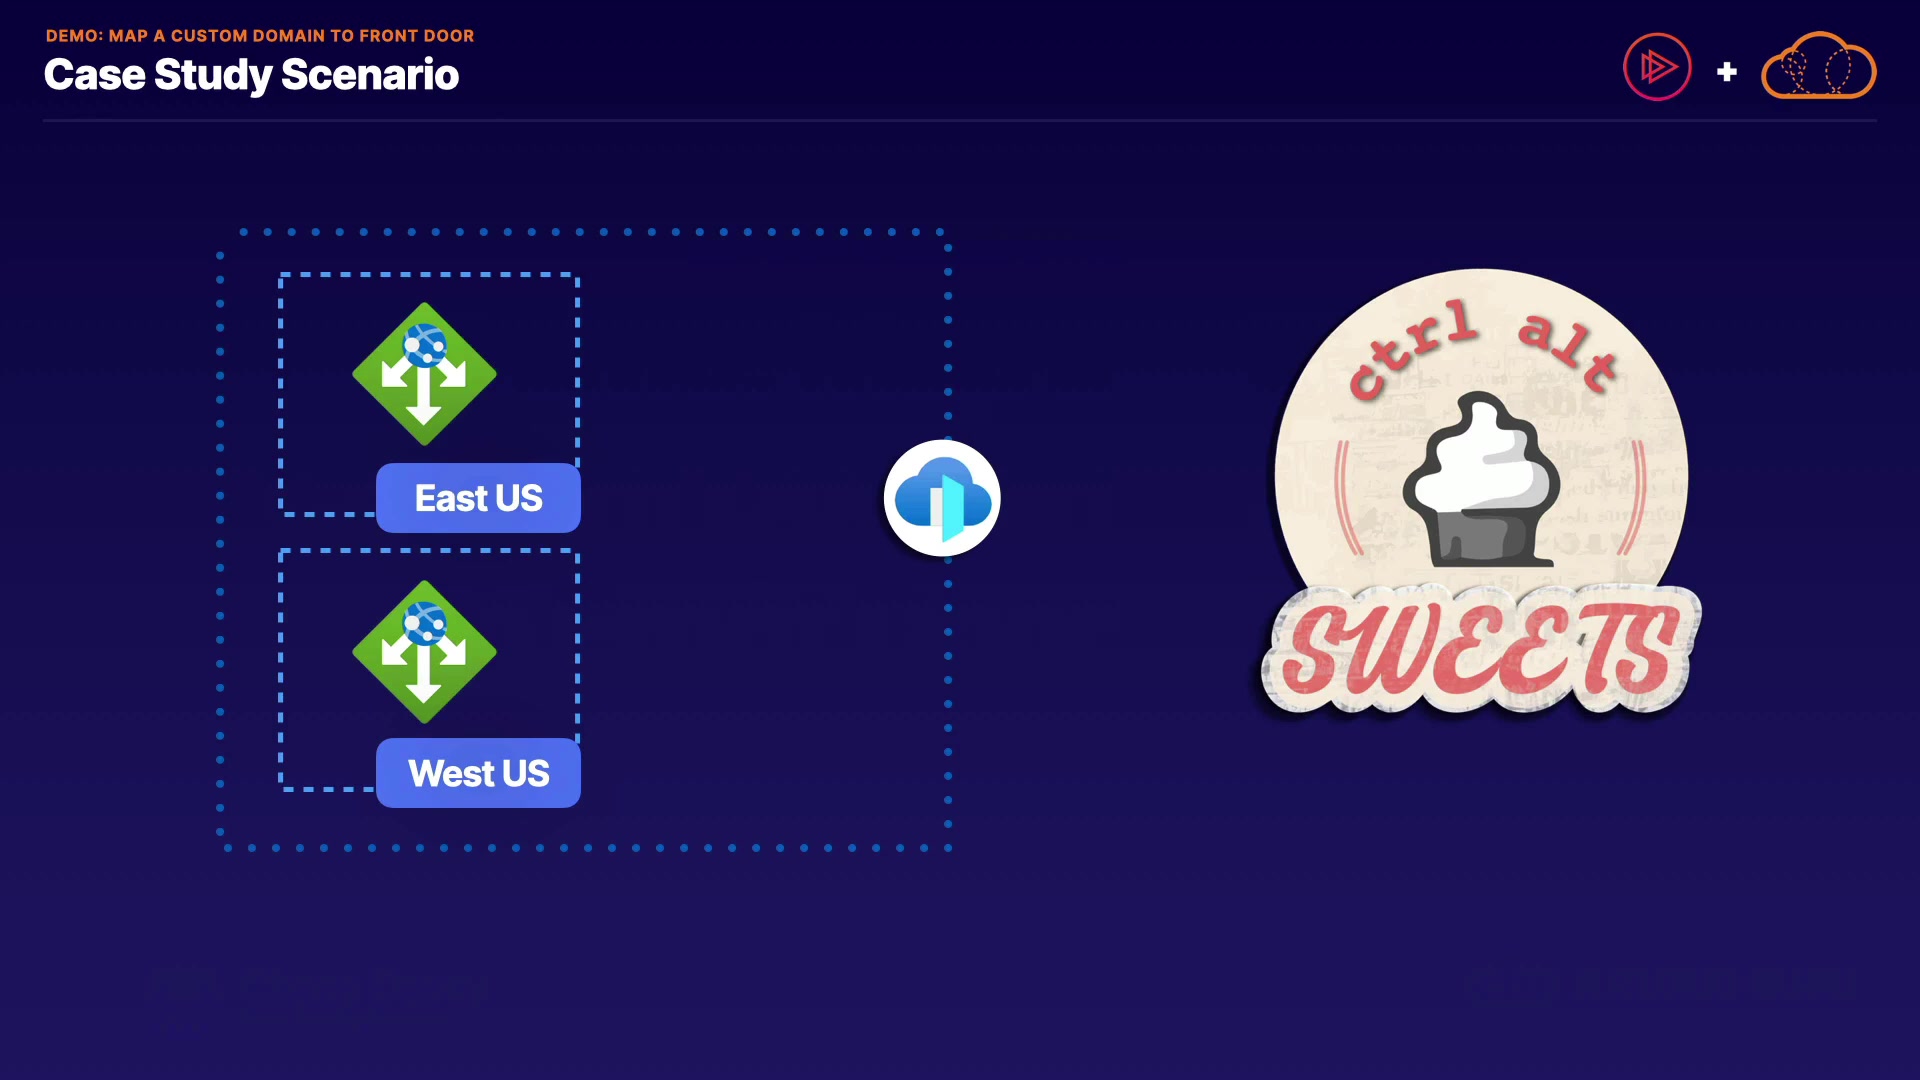 DEMO: MAP A CUSTOM DOMAIN TO FRONT DOOR
Case Study Scenario
East US
West US
ctrl alt
SWEETS